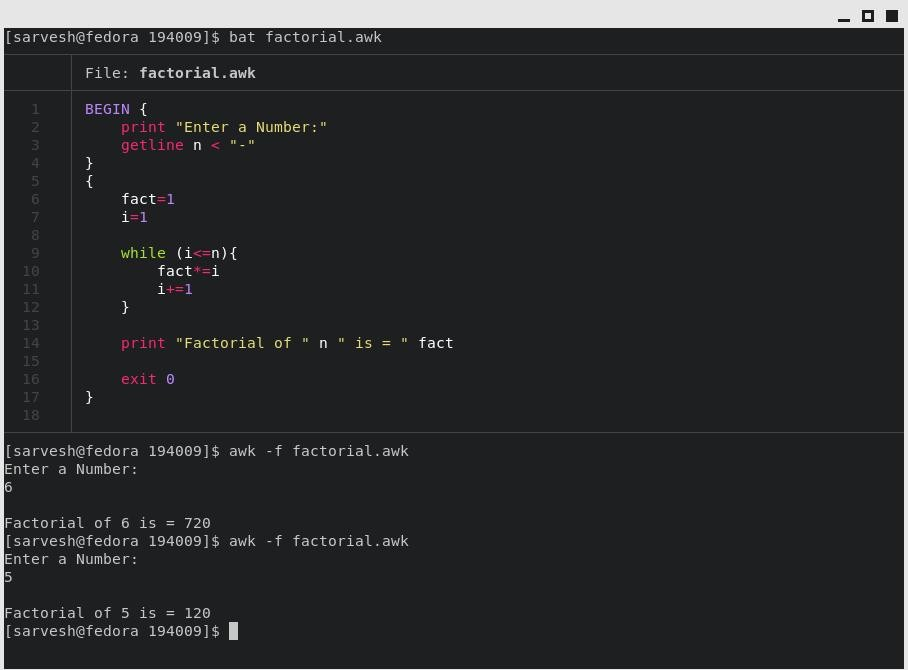 [sarvesh@fedora 194009]$ bat factorial.awk
File: factorial.awk
1 BEGIN {
2     print "Enter a Number:"
3     getline n < "-"
4 }
5 {
6     fact=1
7     i=1
8
9     while (i<=n){
10         fact*=i
11         i+=1
12     }
13
14     print "Factorial of " n " is = " fact
15
16     exit 0
17 }
18
[sarvesh@fedora 194009]$ awk -f factorial.awk
Enter a Number:
6
Factorial of 6 is = 720
[sarvesh@fedora 194009]$ awk -f factorial.awk
Enter a Number:
5
Factorial of 5 is = 120
[sarvesh@fedora 194009]$